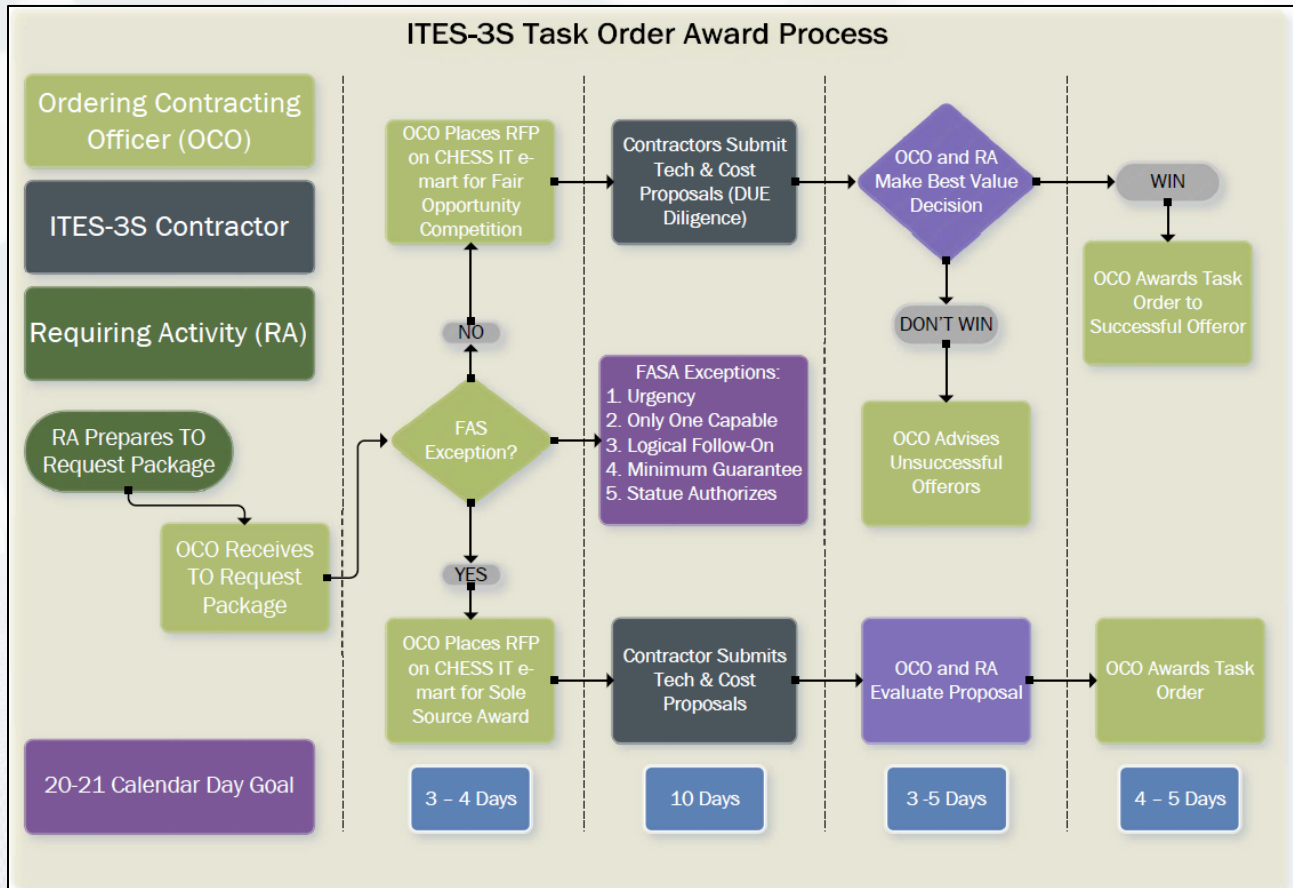 ITES-3S Task Order Award Process
Ordering Contracting
Officer (OCO)
ITES-3S Contractor
Requiring Activity (RA)
RA Prepares TO
Request Package
OCO Receives
TO Request
Package
20-21 Calendar Day Goal
OCO Places RFP
on CHESS IT e-
mart for Fair
Opportunity
Competition
NO
FAS
Exception?
YES
OCO Places RFP
on CHESS IT e-
mart for Sole
Source Award
3 – 4 Days
Contractors Submit
Tech & Cost
Proposals (DUE
Diligence)
FASA Exceptions:
1. Urgency
2. Only One Capable
3. Logical Follow-On
4. Minimum Guarantee
5. Statue Authorizes
Contractor Submits
Tech & Cost
Proposals
10 Days
OCO and RA
Make Best Value
Decision
DON'T WIN
OCO Advises
Unsuccessful
Offerors
OCO and RA
Evaluate Proposal
3 -5 Days
WIN
OCO Awards Task
Order to
Successful Offeror
OCO Awards Task
Order
4 – 5 Days